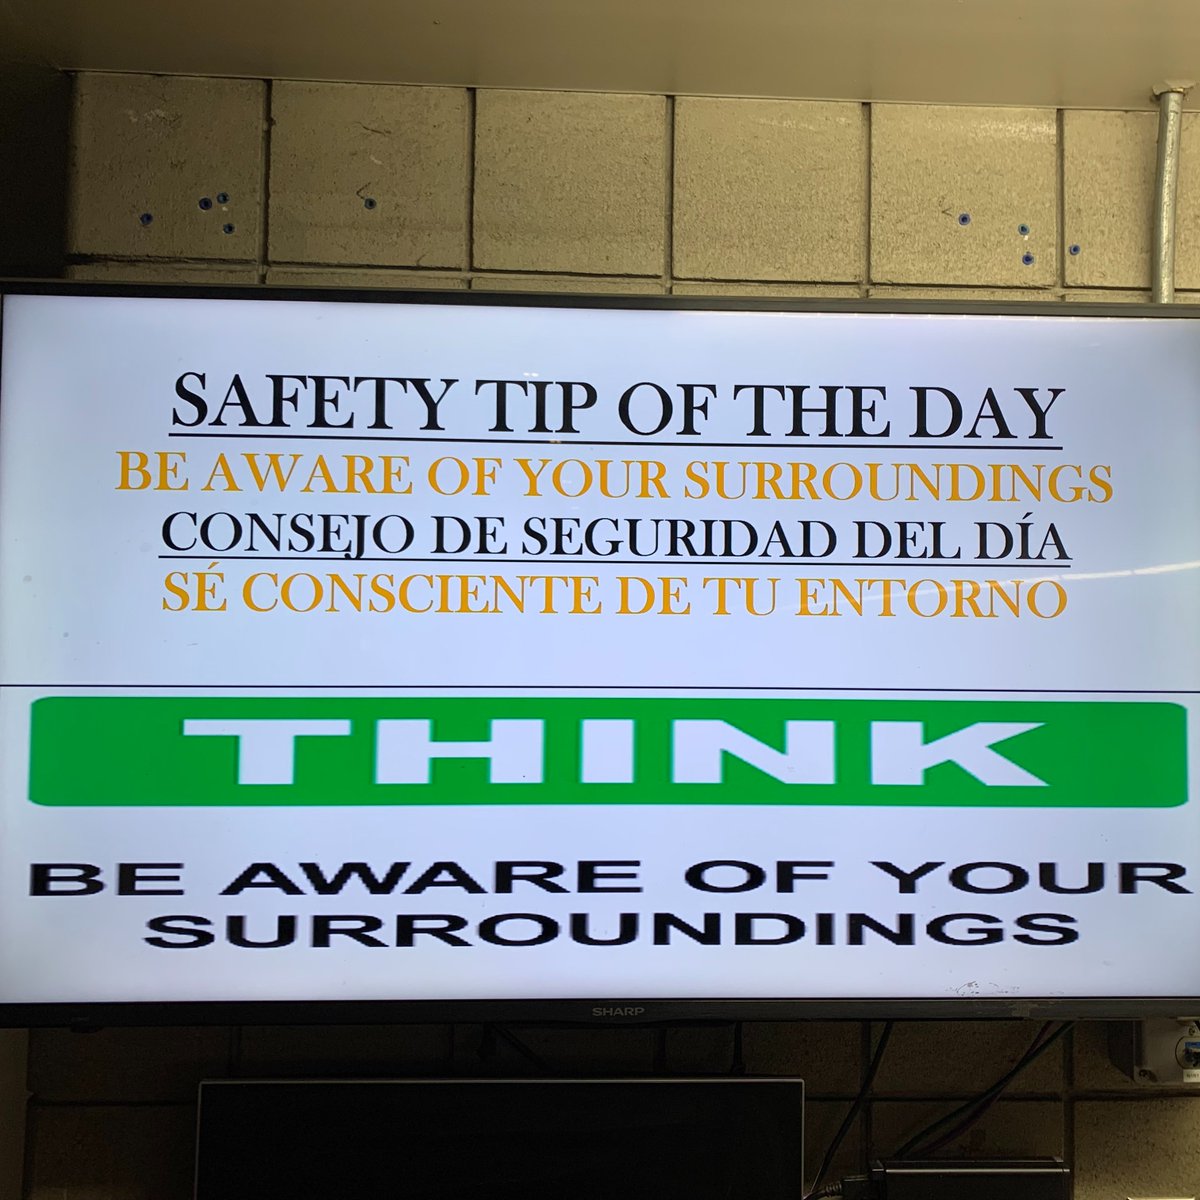 SAFETY TIP OF THE DAY
BE AWARE OF YOUR SURROUNDINGS
CONSEJO DE SEGURIDAD DEL DÍA
SÉ CONSCIENTE DE TU ENTORNO
THINK
BE AWARE OF YOUR
SURROUNDINGS
SHARP